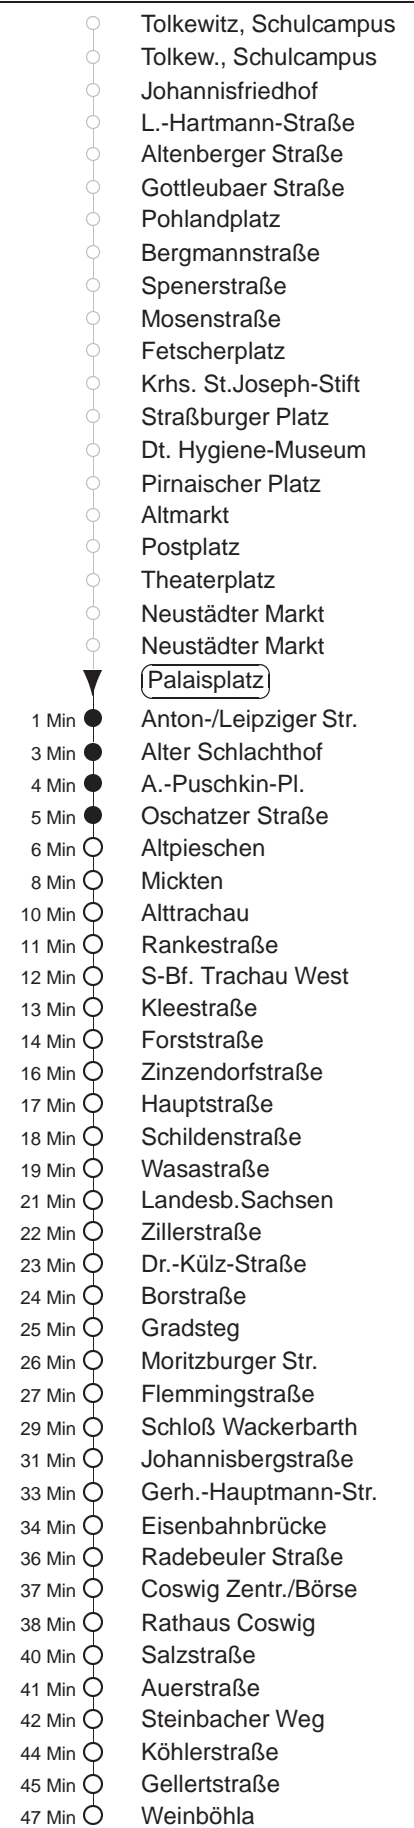 Tolkewitz, Schulcampus
Tolkew., Schulcampus
Johannisfriedhof
L.-Hartmann-Straße
Altenberger Straße
Gottleubaer Straße
Pohlandplatz
Bergmannstraße
Spenerstraße
Mosenstraße
Fetscherplatz
Krhs. St.Joseph-Stift
Straßburger Platz
Dt. Hygiene-Museum
Pirnaischer Platz
Altmarkt
Postplatz
Theaterplatz
Neustädter Markt
Neustädter Markt
Palaisplatz
1 Min Anton-/Leipziger Str.
3 Min Alter Schlachthof
4 Min A.-Puschkin-Pl.
5 Min Oschatzer Straße
6 Min Altpieschen
8 Min Mickten
10 Min Alttrachau
11 Min Rankestraße
12 Min S-Bf. Trachau West
13 Min Kleestraße
14 Min Forststraße
16 Min Zinzendorfstraße
17 Min Hauptstraße
18 Min Schildenstraße
19 Min Wasastraße
21 Min Landesb.Sachsen
22 Min Zillerstraße
23 Min Dr.-Külz-Straße
24 Min Borstraße
25 Min Gradsteg
26 Min Moritzburger Str.
27 Min Flemmingstraße
29 Min Schloß Wackerbarth
31 Min Johannisbergstraße
33 Min Gerh.-Hauptmann-Str.
34 Min Eisenbahnbrücke
36 Min Radebeuler Straße
37 Min Coswig Zentr./Börse
38 Min Rathaus Coswig
40 Min Salzstraße
41 Min Auerstraße
42 Min Steinbacher Weg
44 Min Köhlerstraße
45 Min Gellertstraße
47 Min Weinböhla